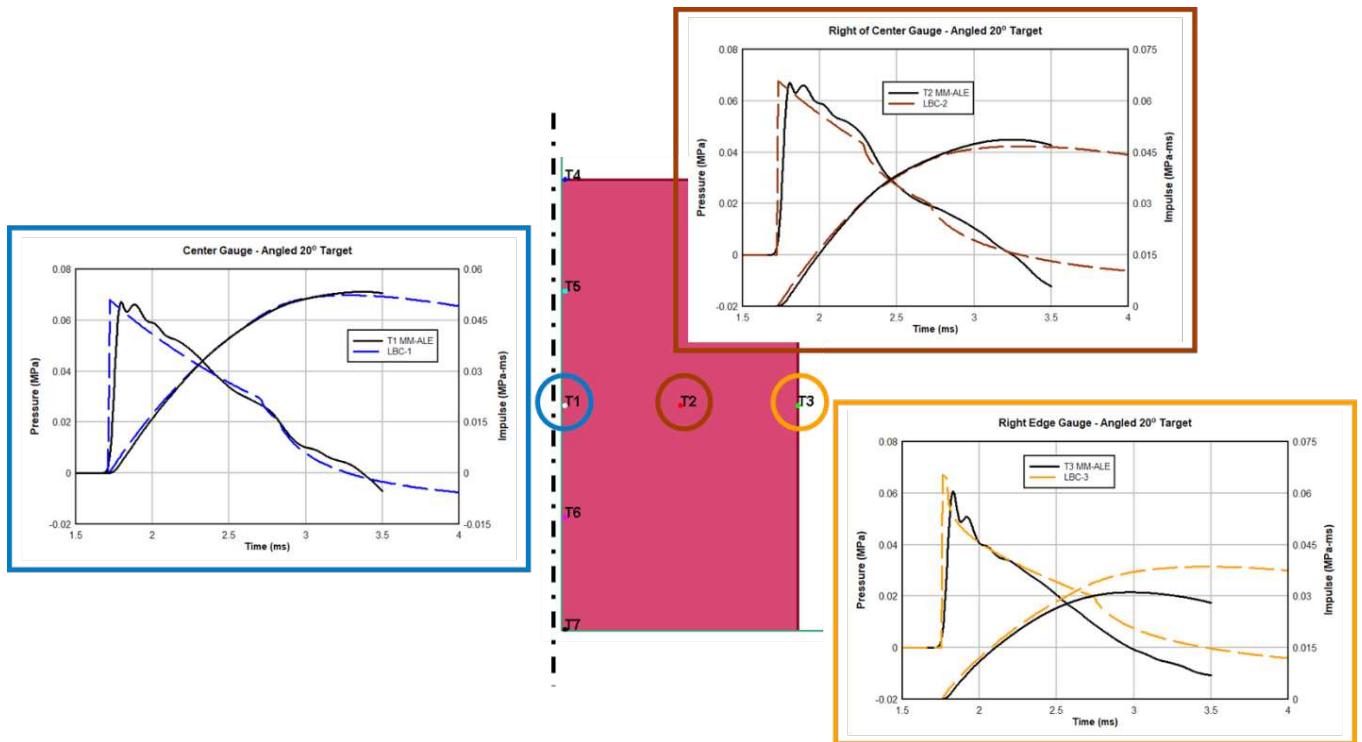 Right of Center Gauge - Angled 20° Target
0.08
0.06
0.04
0.02
0
-0.02
Pressure (MPa)
T2 MM-ALE
LBC-2
0.075
0.06
0.045
0.03
0.015
0
Impulse (MPa-ms)
1.5 2 2.5 3 3.5 4
Time (ms)
T4
T5
T1
T2
T3
T6
T7
Center Gauge - Angled 20° Target
0.08
0.06
0.04
0.02
0
-0.02
Pressure (MPa)
T1 MM-ALE
LBC-1
0.06
0.045
0.03
0.015
0
-0.015
Impulse (MPa-ms)
1.5 2 2.5 3 3.5 4
Time (ms)
Right Edge Gauge - Angled 20° Target
0.08
0.06
0.04
0.02
0
-0.02
Pressure (MPa)
T3 MM-ALE
LBC-3
0.075
0.06
0.045
0.03
0.015
0
Impulse (MPa-ms)
1.5 2 2.5 3 3.5 4
Time (ms)